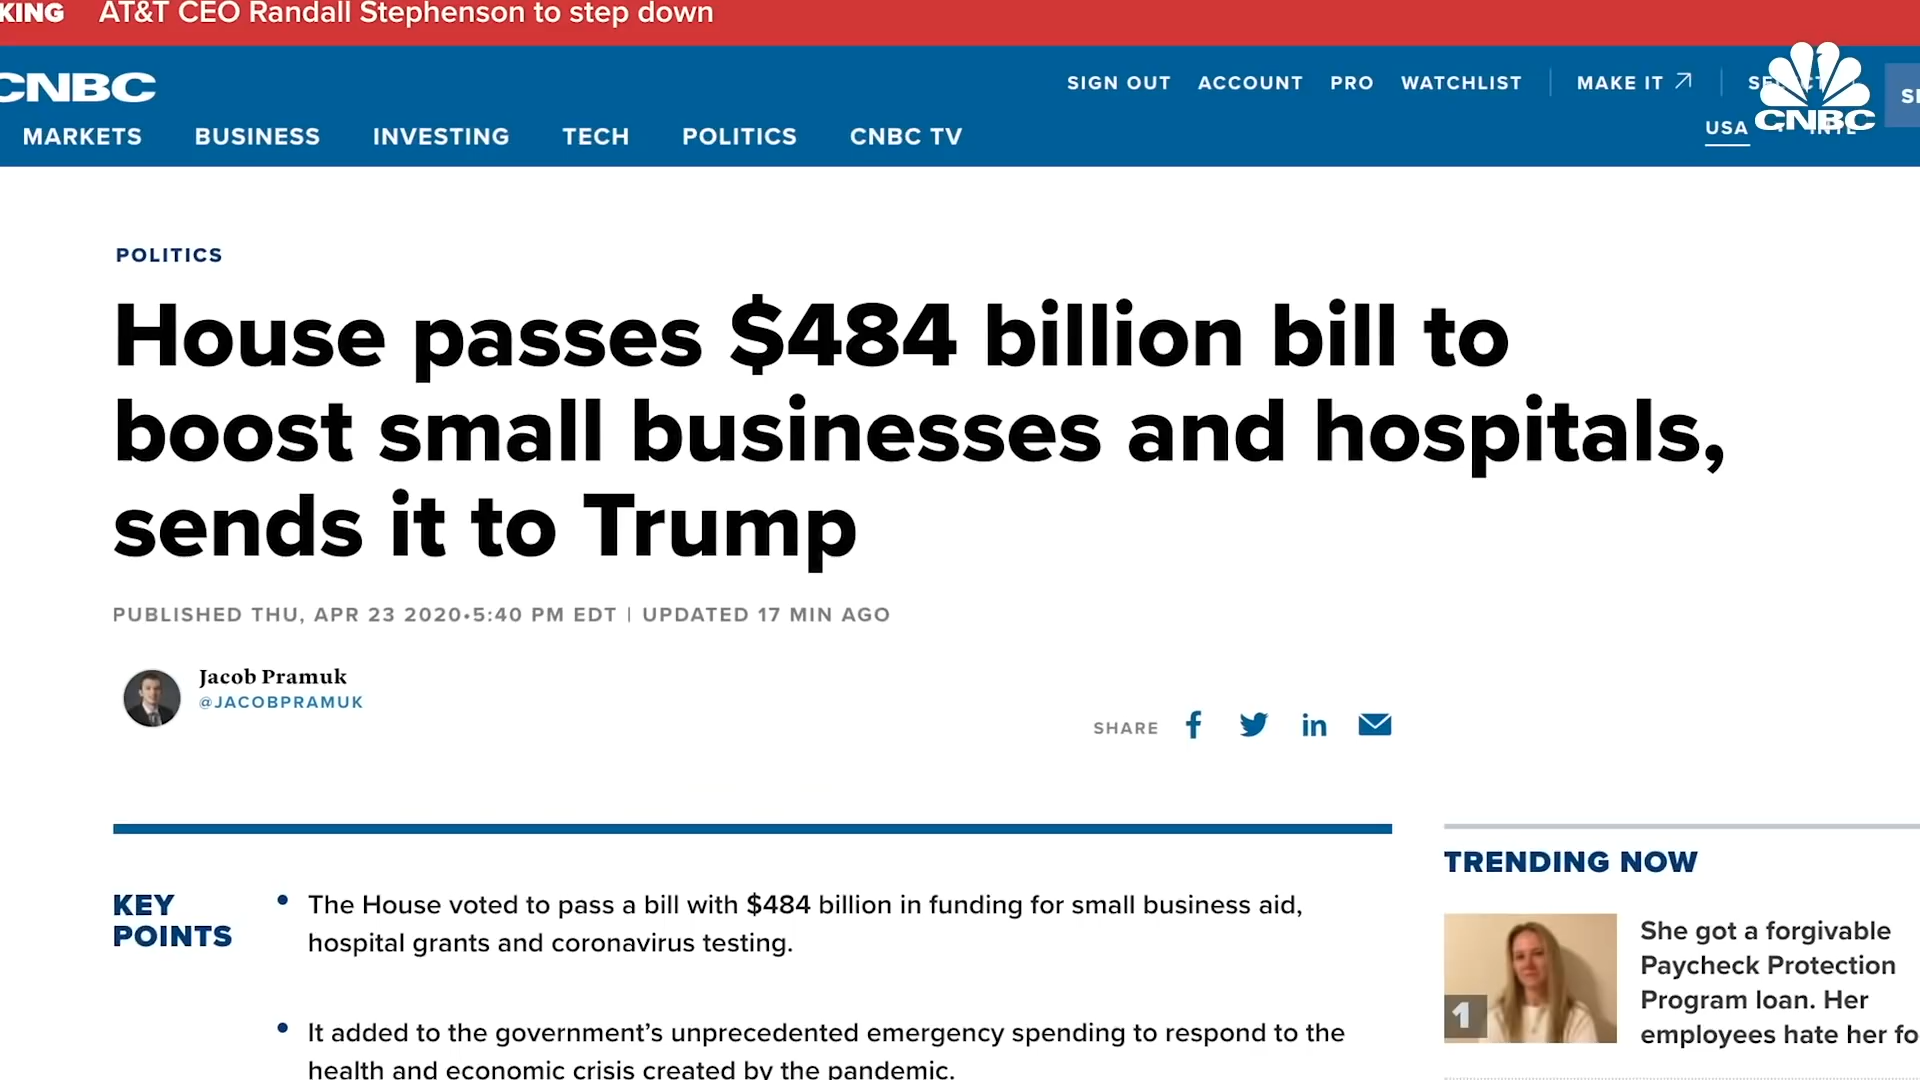 KING AT&T CEO Randall Stephenson to step down
CNBC
SIGN OUT ACCOUNT PRO WATCHLIST MAKE IT
USA
CNBC
MARKETS BUSINESS INVESTING TECH POLITICS CNBC TV
POLITICS
House passes $484 billion bill to
boost small businesses and hospitals,
sends it to Trump
PUBLISHED THU, APR 23 2020•5:40 PM EDT | UPDATED 17 MIN AGO
Jacob Pramuk
@JACOBPRAMUK
SHARE
KEY
POINTS
• The House voted to pass a bill with $484 billion in funding for small business aid,
hospital grants and coronavirus testing.
• It added to the government’s unprecedented emergency spending to respond to the
health and economic crisis created by the pandemic.
TRENDING NOW
1
She got a forgivable
Paycheck Protection
Program loan. Her
employees hate her fo